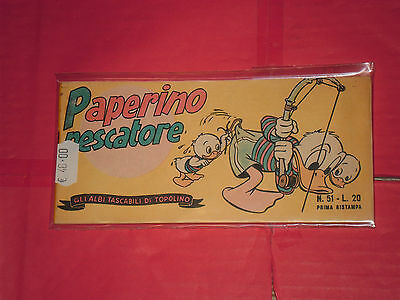 Paperino
pescatore
€ 40.00
GLI ALBI TASCABILI DI TOPOLINO
N. 51 - L. 20
PRIMA RISTAMPA